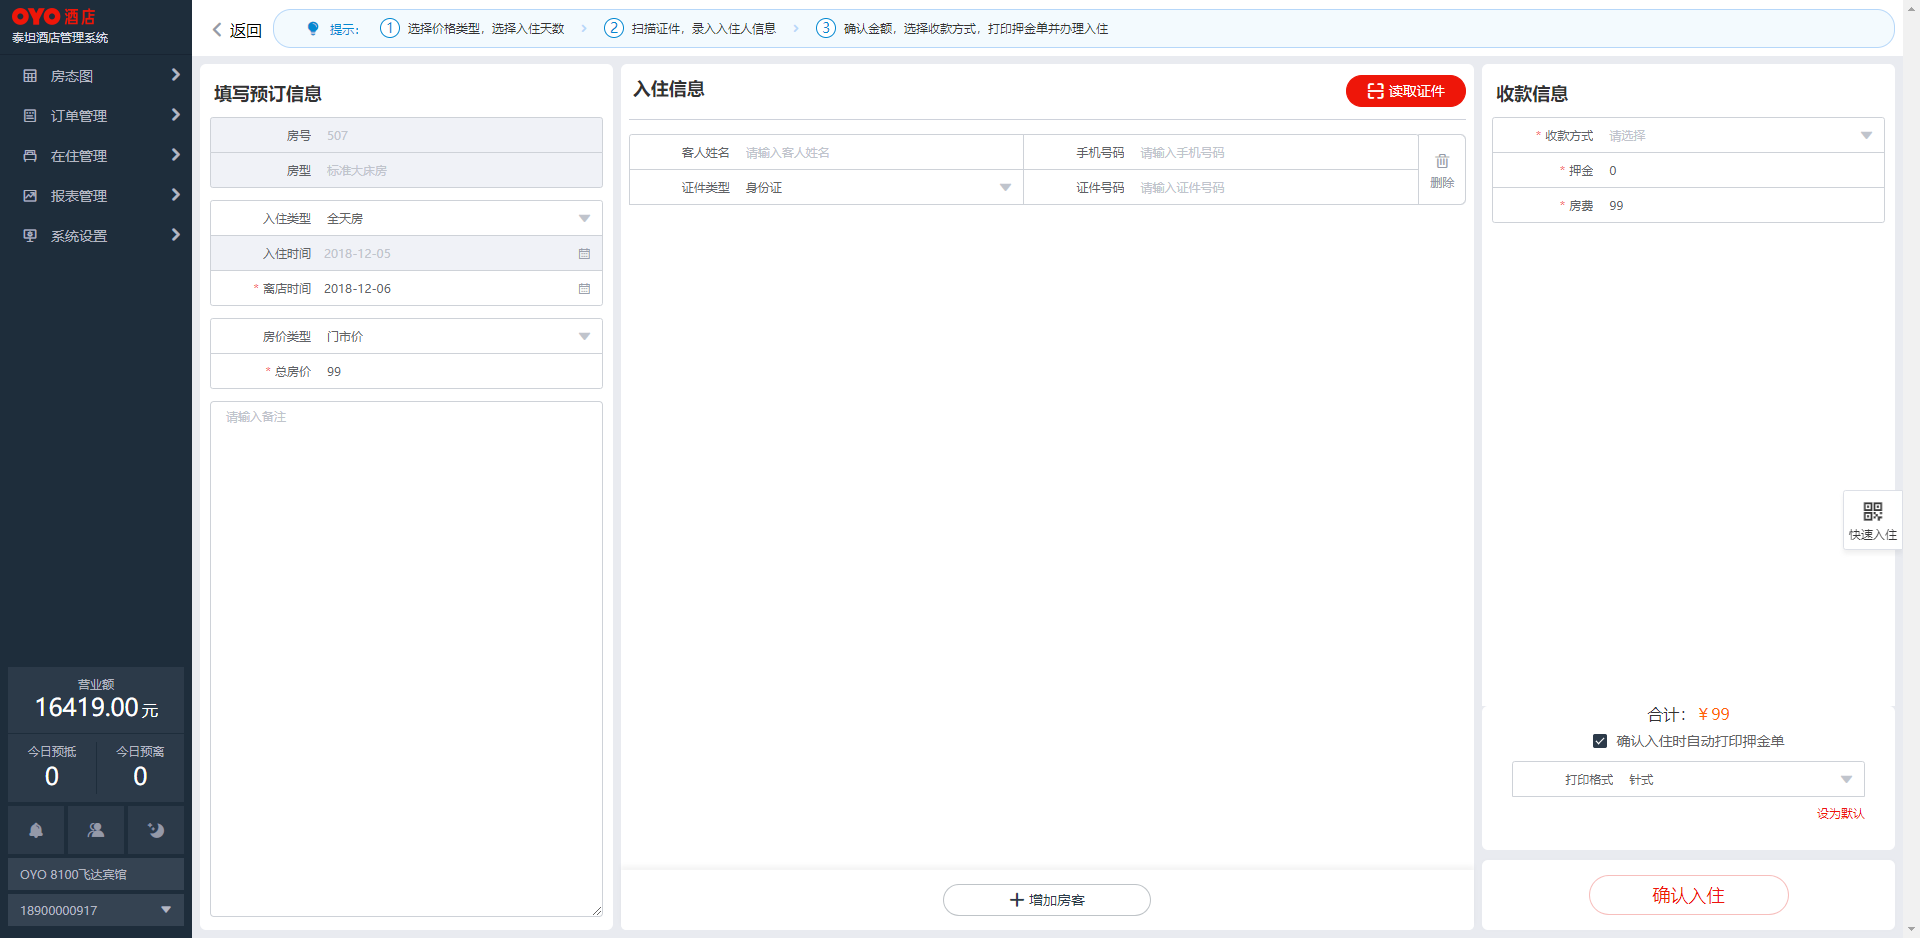 OYO 酒店
泰坦酒店管理系统
房态图
订单管理
在住管理
报表管理
系统设置
营业额
16419.00元
今日预抵
0
今日预离
0
OYO 8100飞达宾馆
18900000917
返回
提示:
1 选择价格类型，选择入住天数
2 扫描证件，录入入住人信息
3 确认金额，选择收款方式，打印押金单并办理入住
填写预订信息
房号 507
房型 标准大床房
入住类型 全天房
入住时间 2018-12-05
* 离店时间 2018-12-06
房价类型 门市价
* 总房价 99
请输入备注
入住信息
读取证件
客人姓名 请输入客人姓名
手机号码 请输入手机号码
证件类型 身份证
证件号码 请输入证件号码
删除
增加房客
收款信息
* 收款方式 请选择
* 押金 0
* 房费 99
快速入住
合计: ￥99
确认入住时自动打印押金单
打印格式 针式
设为默认
确认入住